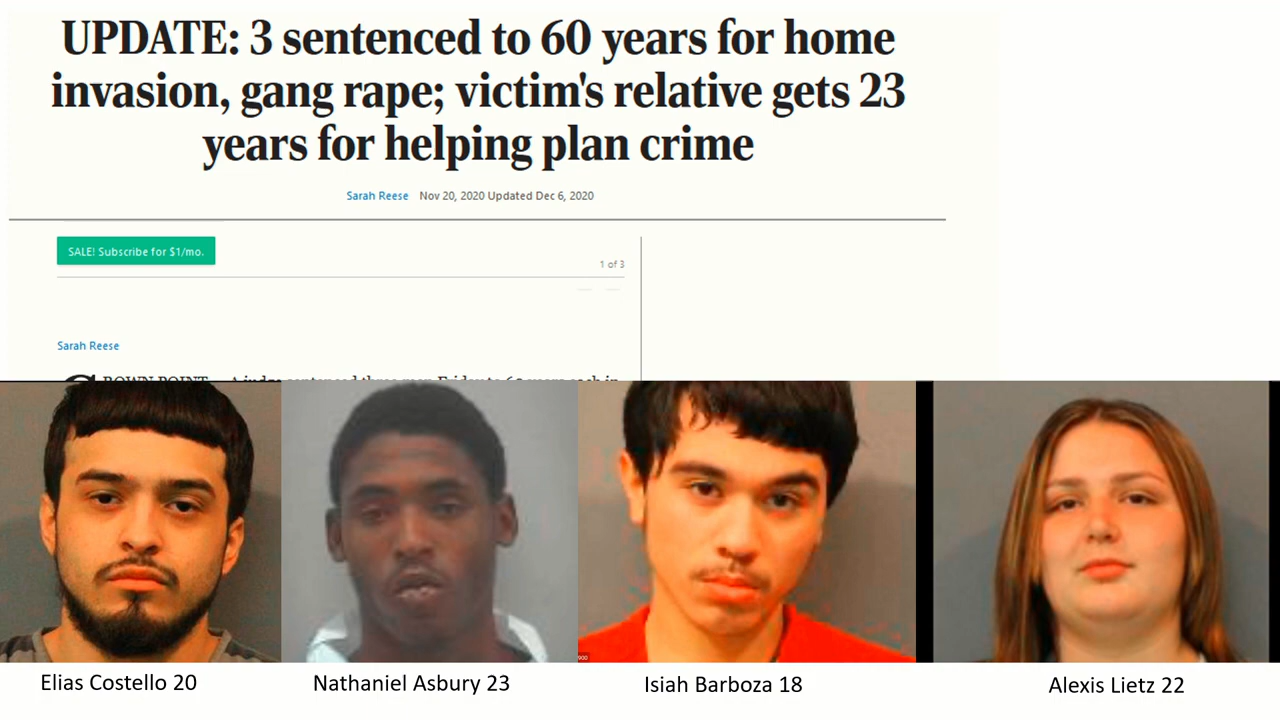 UPDATE: 3 sentenced to 60 years for home
invasion, gang rape; victim's relative gets 23
years for helping plan crime
Sarah Reese Nov 20, 2020 Updated Dec 6, 2020
SALE! Subscribe for $1/mo.
1 of 3
Sarah Reese
Elias Costello 20
Nathaniel Asbury 23
Isiah Barboza 18
Alexis Lietz 22